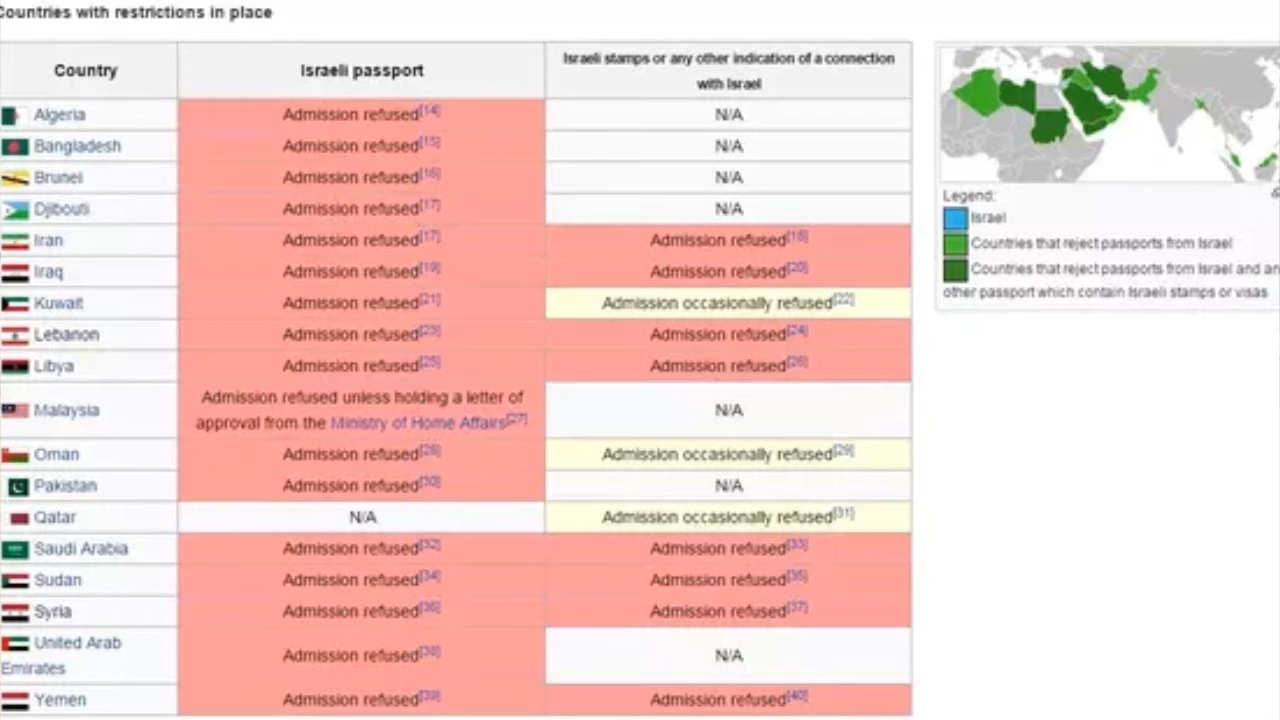 Countries with restrictions in place
Country Israeli passport Israeli stamps or any other indication of a connection
with Israel
Algeria Admission refused[14] N/A
Bangladesh Admission refused[15] N/A
Brunei Admission refused[16] N/A
Djibouti Admission refused[17] N/A
Iran Admission refused[17] Admission refused[18]
Iraq Admission refused[19] Admission refused[20]
Kuwait Admission refused[21] Admission occasionally refused[22]
Lebanon Admission refused[23] Admission refused[24]
Libya Admission refused[25] Admission refused[26]
Malaysia Admission refused unless holding a letter of
approval from the Ministry of Home Affairs[27] N/A
Oman Admission refused[28] Admission occasionally refused[29]
Pakistan Admission refused[30] N/A
Qatar N/A Admission occasionally refused[31]
Saudi Arabia Admission refused[32] Admission refused[33]
Sudan Admission refused[34] Admission refused[35]
Syria Admission refused[36] Admission refused[37]
United Arab
Emirates Admission refused[38] N/A
Yemen Admission refused[39] Admission refused[40]
Legend:
Israel
Countries that reject passports from Israel
Countries that reject passports from Israel and
other passport which contain Israeli stamps or visas